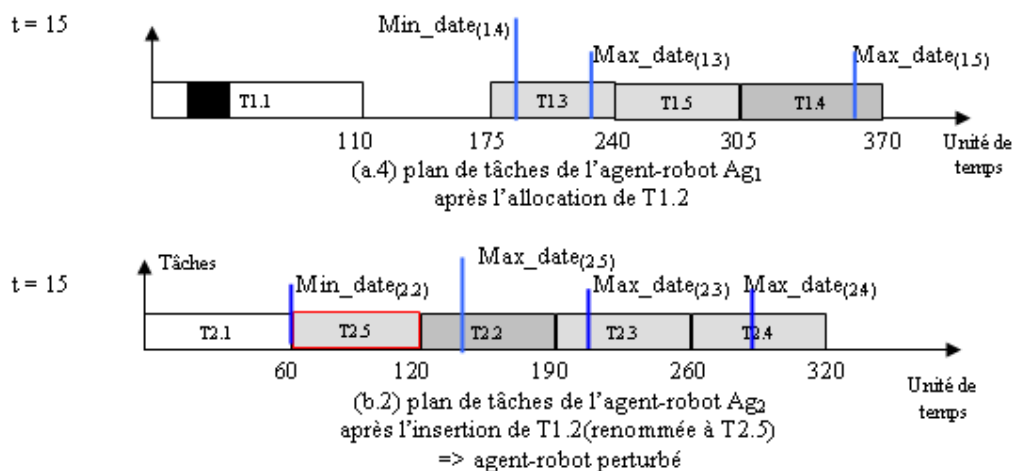 t = 15
Min_date(1.4)
Max_date(1.3)
Max_date(1.5)
T1.1
T1.3
T1.5
T1.4
110
175
240
305
370
Unité de
temps
(a.4) plan de tâches de l'agent-robot Ag1
après l'allocation de T1.2
t = 15
Tâches
Min_date(2.2)
Max_date(2.5)
Max_date(2.3)
Max_date(2.4)
T2.1
T2.5
T2.2
T2.3
T2.4
60
120
190
260
320
Unité de
temps
(b.2) plan de tâches de l'agent-robot Ag2
après l'insertion de T1.2(renommée à T2.5)
=> agent-robot perturbé